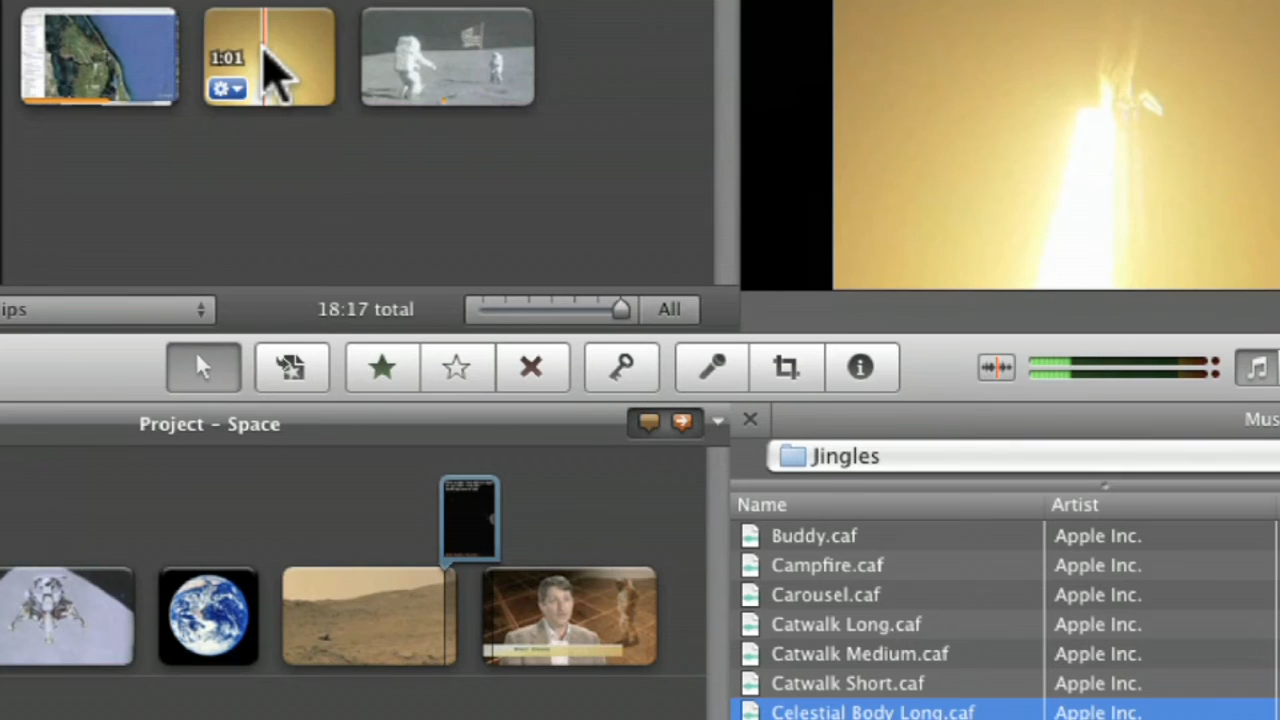 1:01
ips
18:17 total
All
Project - Space
Mus
Jingles
Name
Artist
Buddy.caf
Apple Inc.
Campfire.caf
Apple Inc.
Carousel.caf
Apple Inc.
Catwalk Long.caf
Apple Inc.
Catwalk Medium.caf
Apple Inc.
Catwalk Short.caf
Apple Inc.
Celestial Body Long.caf
Apple Inc.